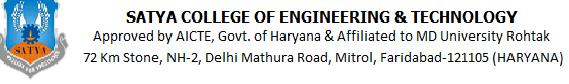 SATYA
SATYA COLLEGE OF ENGINEERING & TECHNOLOGY
Approved by AICTE, Govt. of Haryana & Affiliated to MD University Rohtak
72 Km Stone, NH-2, Delhi Mathura Road, Mitrol, Faridabad-121105 (HARYANA)